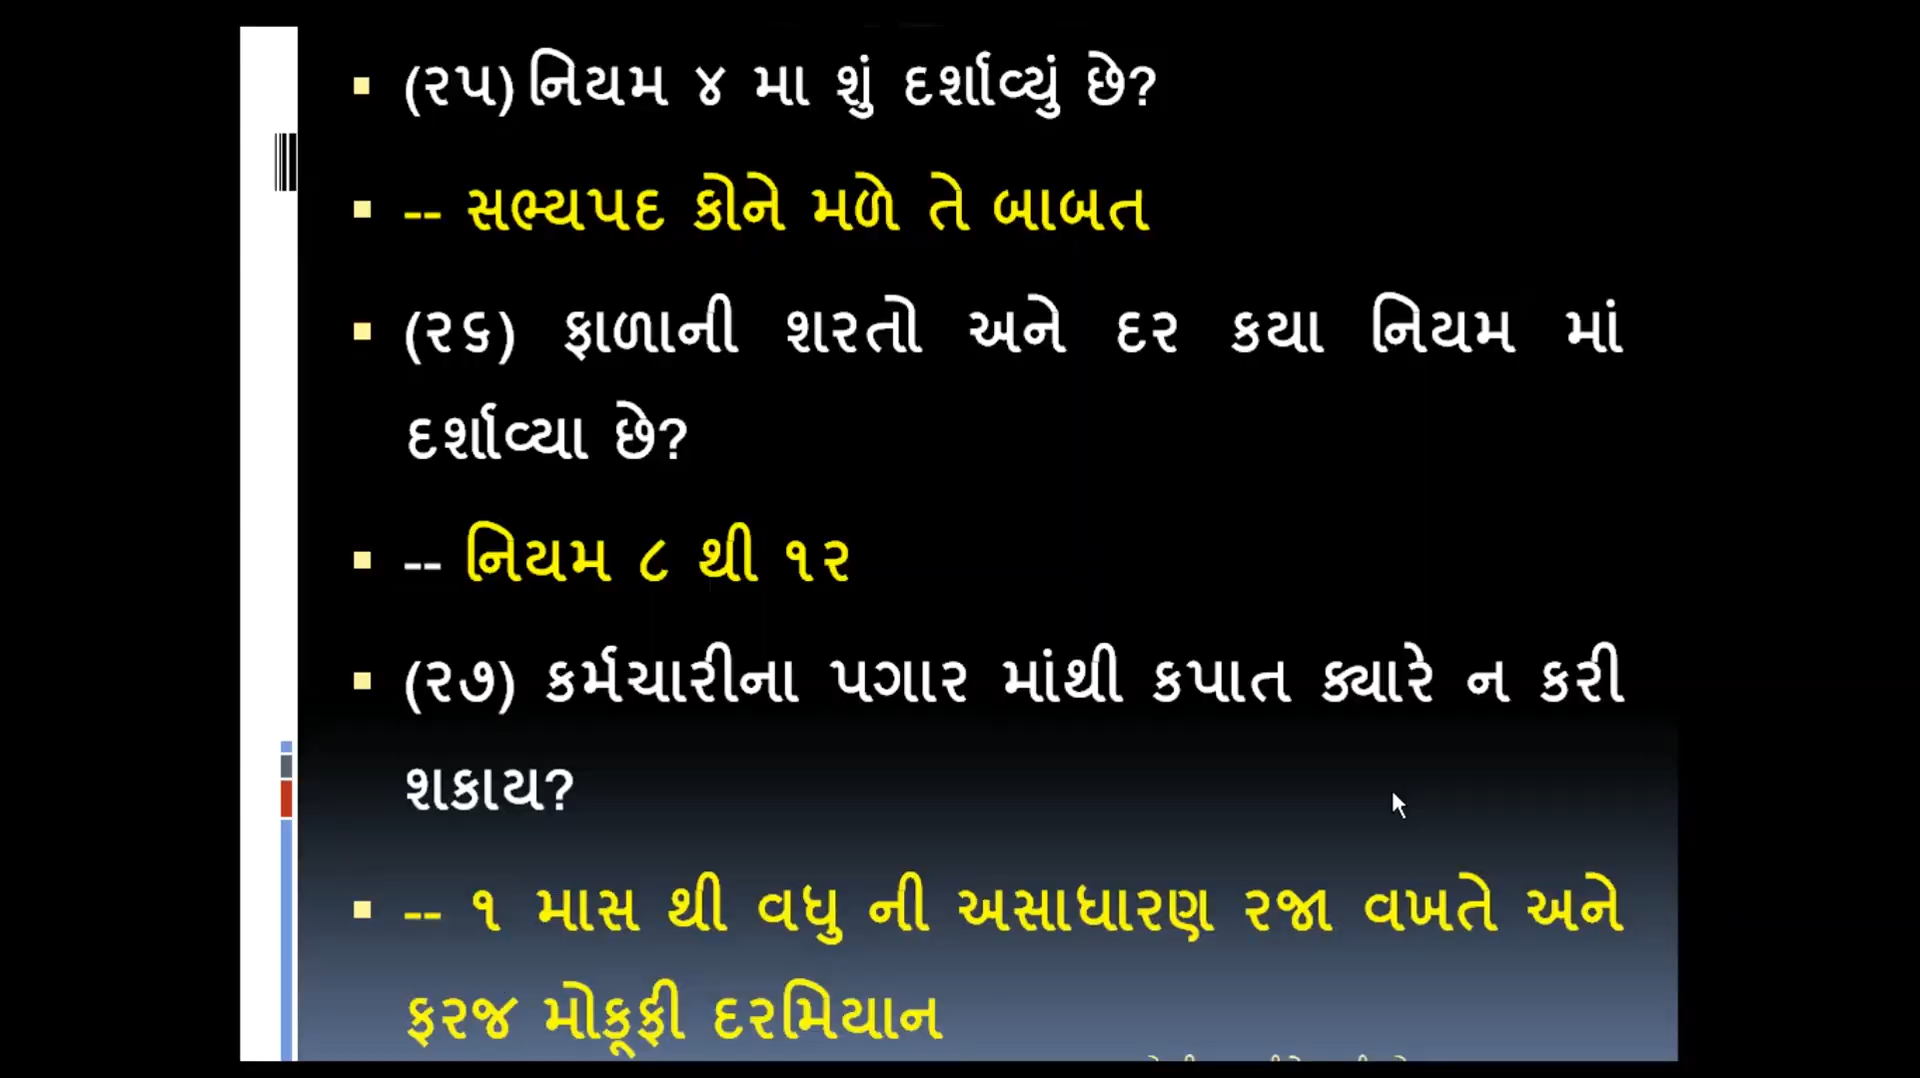 (૨૫) નિયમ ૪ મા શું દર્શાવ્યું છે?
-- સભ્યપદ કોને મળે તે બાબત
(૨૬) ફાળાની શરતો અને દર કયા નિયમ માં
દર્શાવ્યા છે?
-- નિયમ ૮ થી ૧૨
(૨૭) કર્મચારીના પગાર માંથી કપાત ક્યારે ન કરી
શકાય?
-- ૧ માસ થી વધુ ની અસાધારણ રજા વખતે અને
ફરજ મોકૂફી દરમિયાન